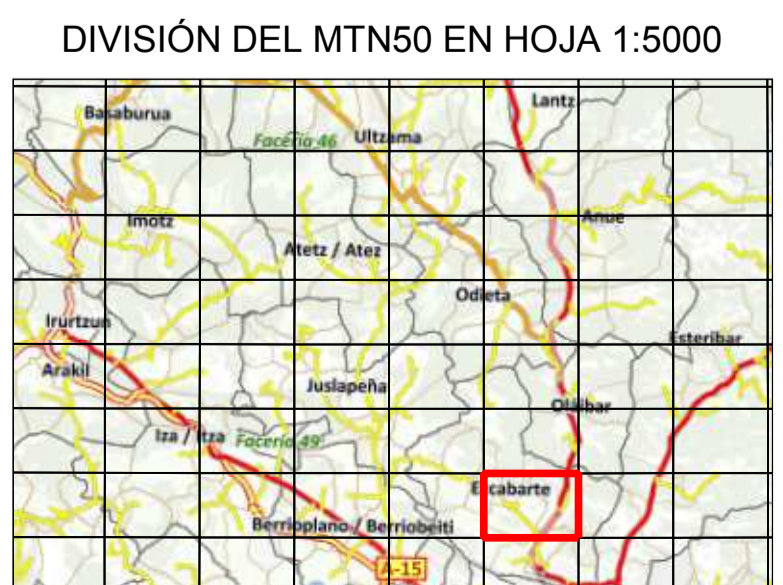 DIVISIÓN DEL MTN50 EN HOJA 1:5000
Lantz
Basaburua
Facería 46
Ultzama
Imotz
Anue
Atetz / Atez
Odieta
Irurtzun
Esteribar
Arakil
Juslapeña
Oláibar
Iza / Itza
Facería 49
Ezcabarte
Berrioplano / Berriobeiti
A-15